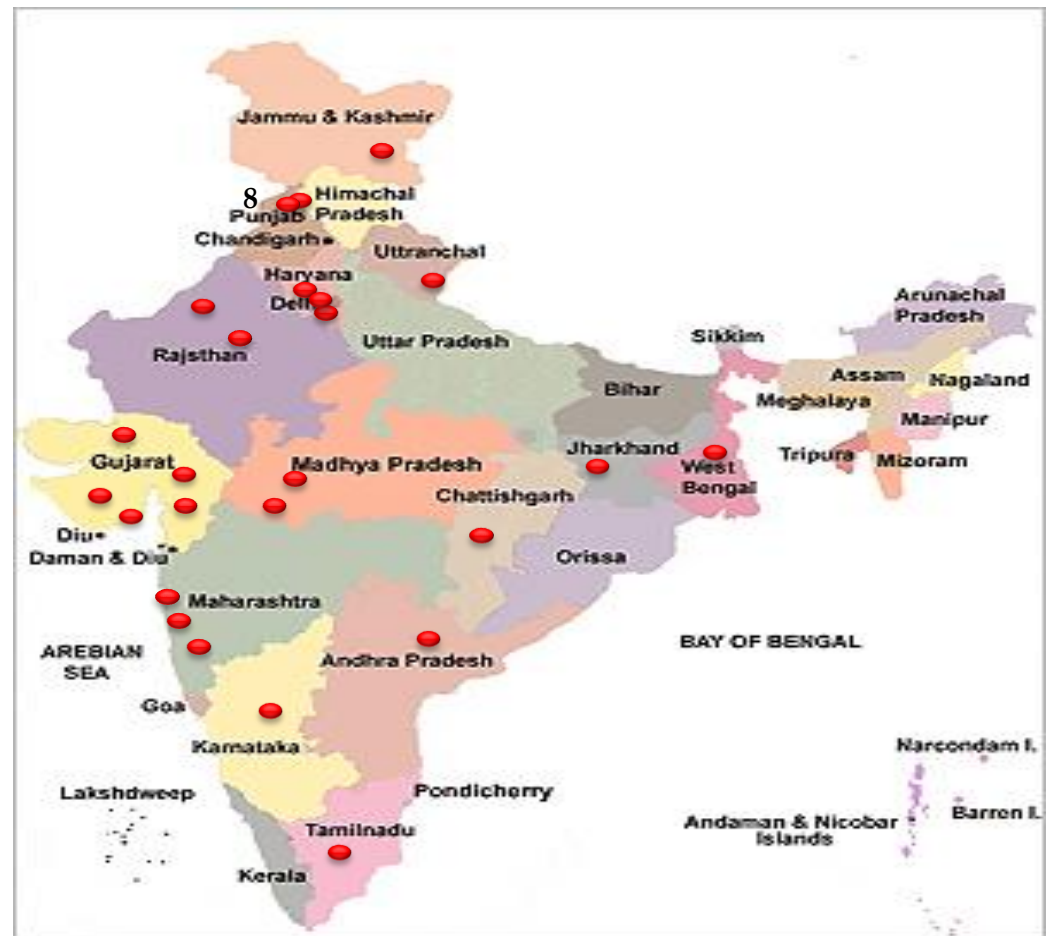 Jammu & Kashmir
8
Himachal
Pradesh
Punjab
Chandigarh
Uttranchal
Haryana
Delhi
Rajsthan
Uttar Pradesh
Sikkim
Arunachal
Pradesh
Assam
Nagaland
Bihar
Meghalaya
Manipur
Gujarat
Madhya Pradesh
Jharkhand
West
Bengal
Tripura
Mizoram
Chattishgarh
Diu
Daman & Diu
Orissa
Maharashtra
AREBIAN
SEA
Andhra Pradesh
BAY OF BENGAL
Goa
Karnataka
Narcondam I.
Lakshdweep
Pondicherry
Barren I.
Andaman & Nicobar
Islands
Tamilnadu
Kerala